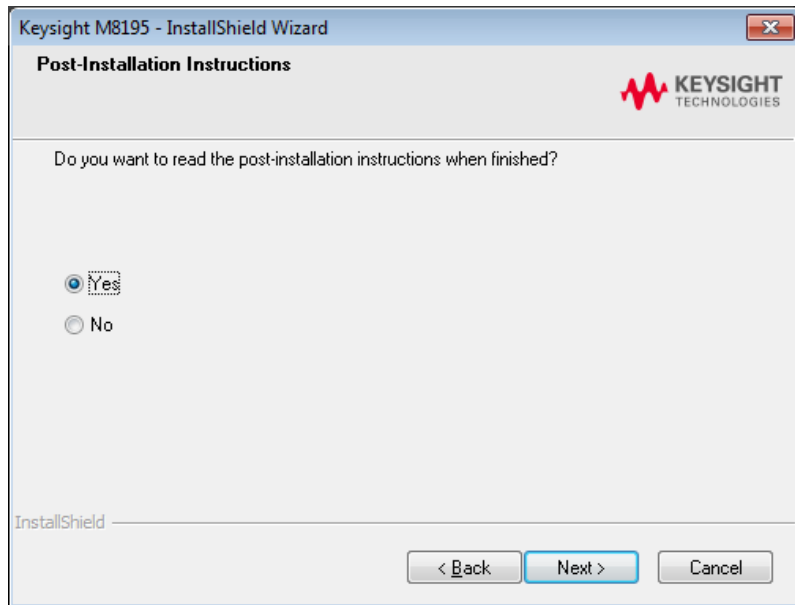 Keysight M8195 - InstallShield Wizard
Post-Installation Instructions
KEYSIGHT
TECHNOLOGIES
Do you want to read the post-installation instructions when finished?
Yes
No
InstallShield
< Back
Next >
Cancel